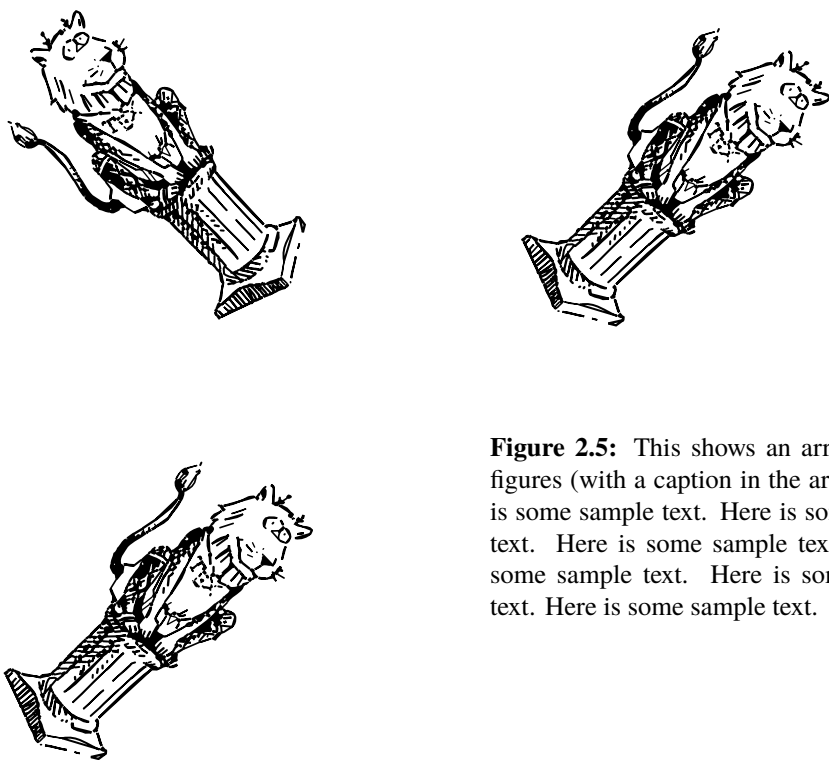 Figure 2.5: This shows an arr
figures (with a caption in the ar
is some sample text. Here is so
text. Here is some sample tex
some sample text. Here is so
text. Here is some sample text.